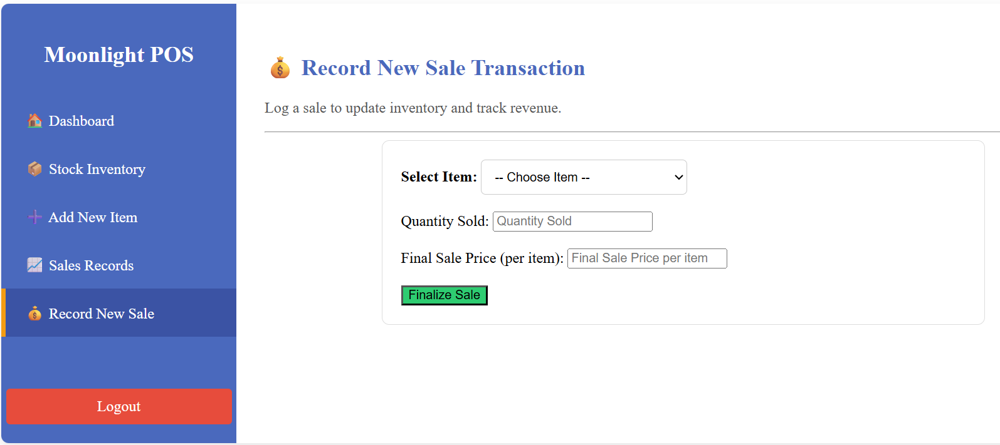 Moonlight POS
Dashboard
Stock Inventory
Add New Item
Sales Records
Record New Sale
Logout
Record New Sale Transaction
Log a sale to update inventory and track revenue.
Select Item: -- Choose Item --
Quantity Sold: Quantity Sold
Final Sale Price (per item): Final Sale Price per item
Finalize Sale